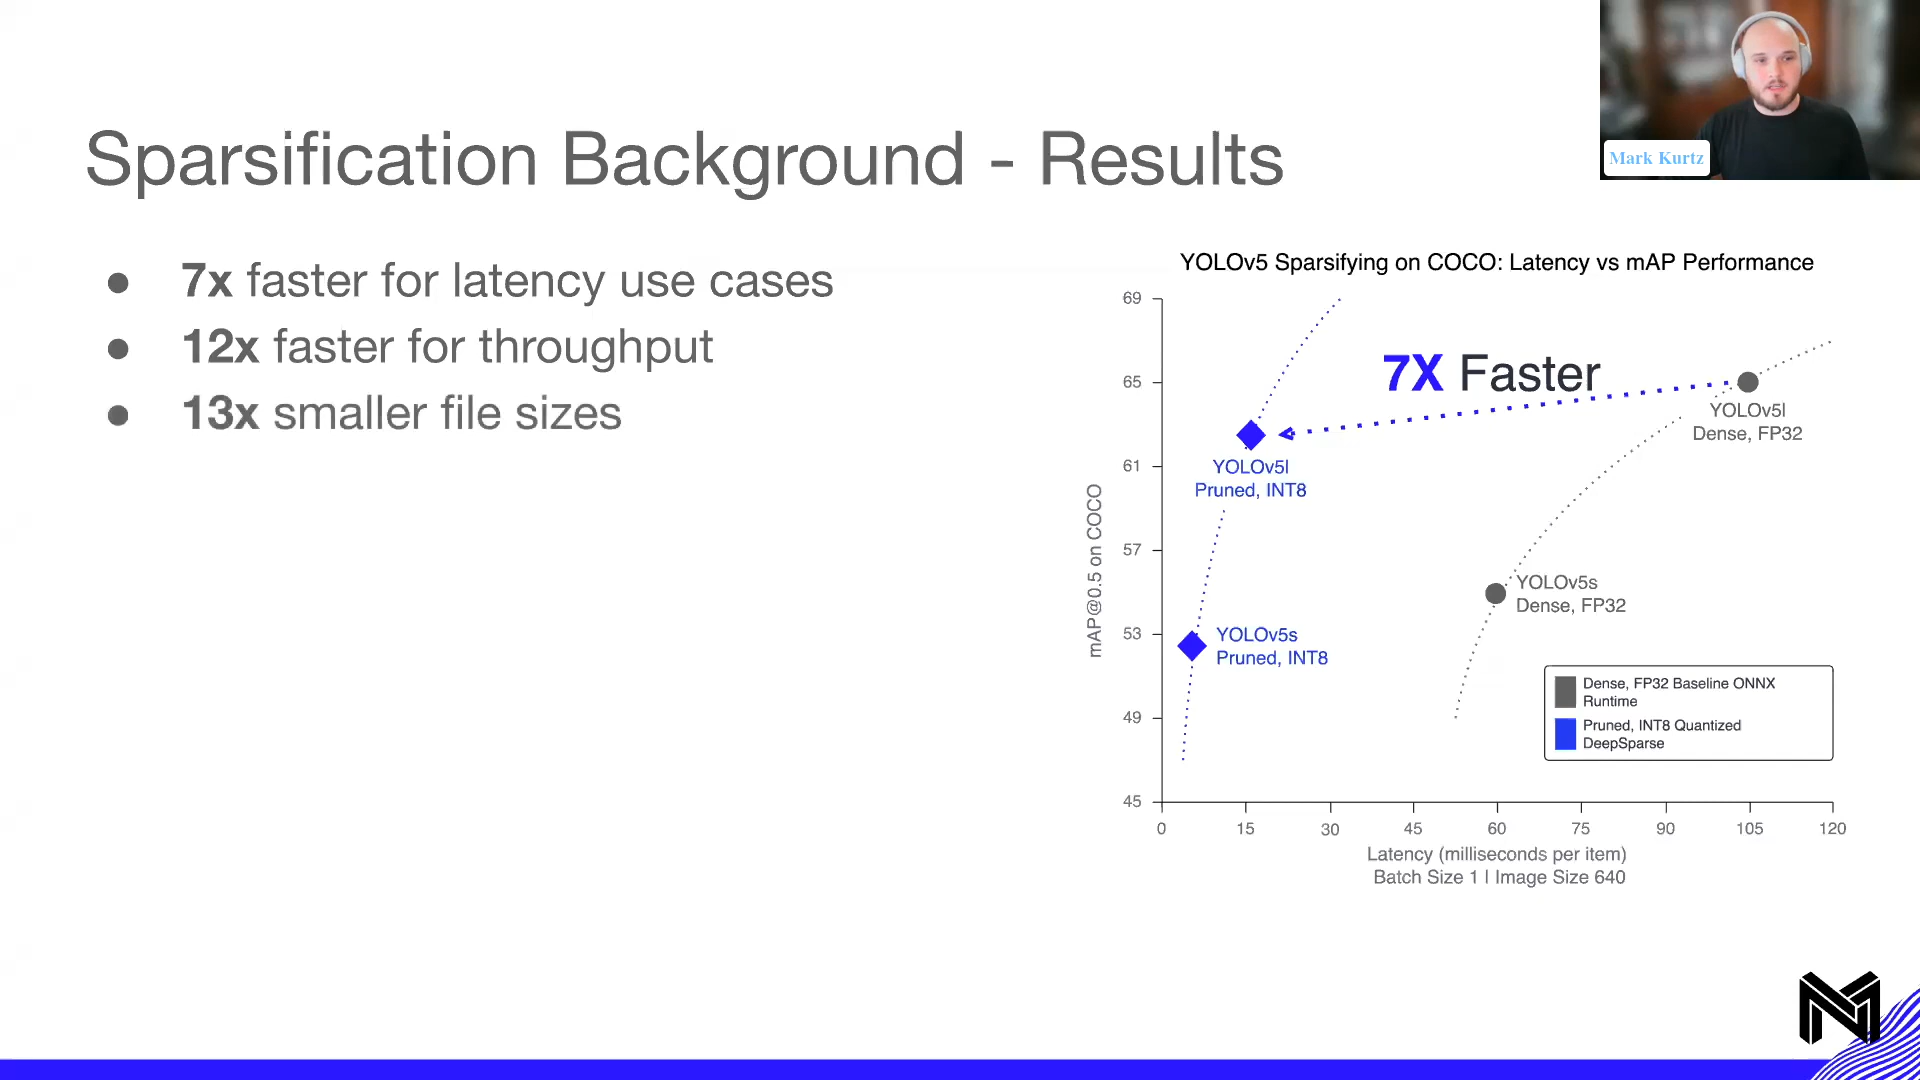 Mark Kurtz
Sparsification Background - Results
● 7x faster for latency use cases
● 12x faster for throughput
● 13x smaller file sizes
YOLOv5 Sparsifying on COCO: Latency vs mAP Performance
69
65
61
57
53
49
45
mAP@0.5 on COCO
7X Faster
YOLOv5l
Dense, FP32
YOLOv5l
Pruned, INT8
YOLOv5s
Dense, FP32
YOLOv5s
Pruned, INT8
Dense, FP32 Baseline ONNX
Runtime
Pruned, INT8 Quantized
DeepSparse
0 15 30 45 60 75 90 105 120
Latency (milliseconds per item)
Batch Size 1 | Image Size 640